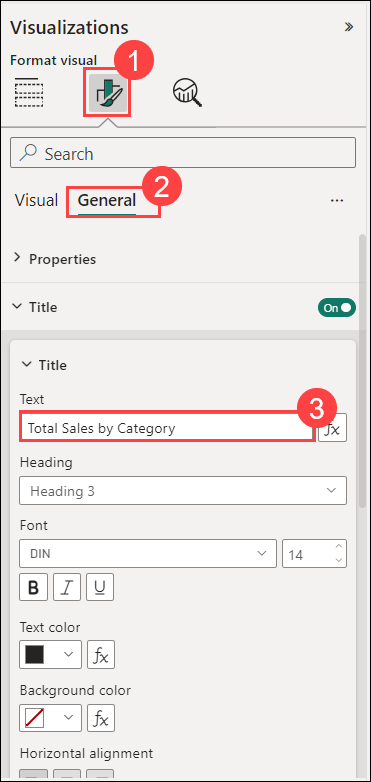 Visualizations
Format visual
1
Search
2
Visual General
Properties
Title
On
Title
Text
3
Total Sales by Category
fx
Heading
Heading 3
Font
DIN
14
B I U
Text color
fx
Background color
fx
Horizontal alignment